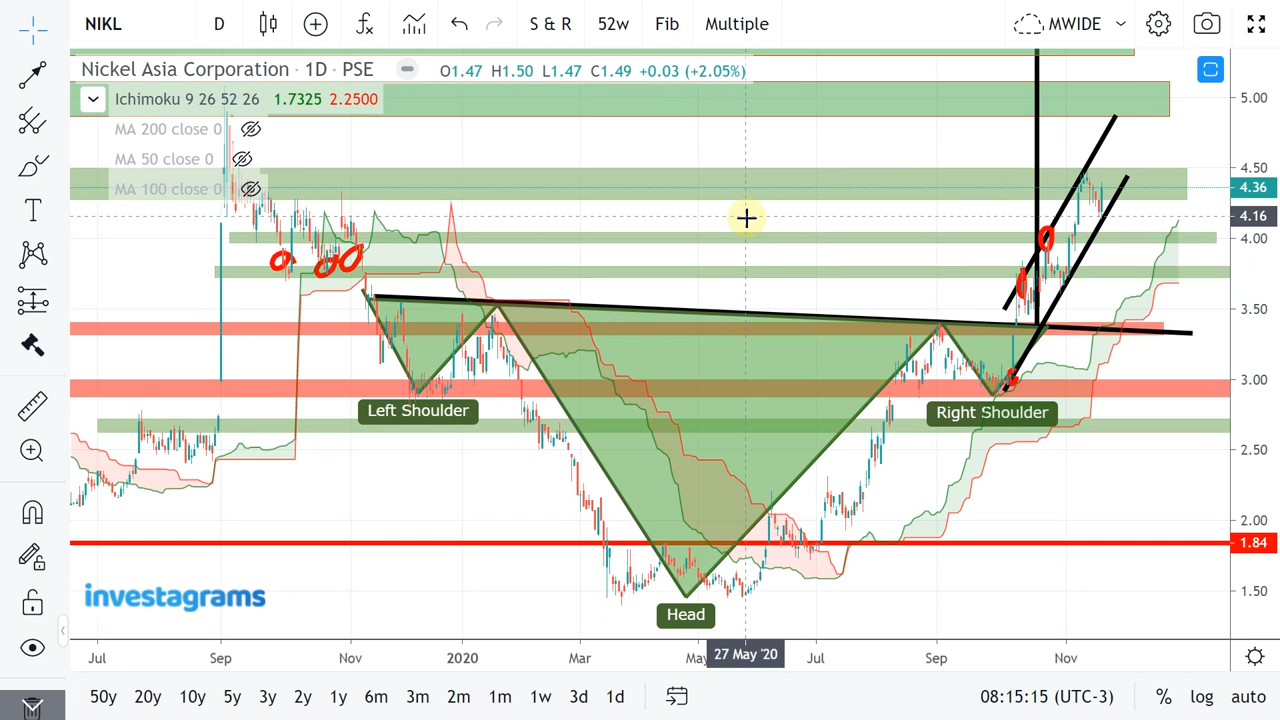 NIKL D S & R 52w Fib Multiple MWIDE
Nickel Asia Corporation · 1D · PSE O1.47 H1.50 L1.47 C1.49 +0.03 (+2.05%)
Ichimoku 9 26 52 26 1.7325 2.2500
MA 200 close 0
MA 50 close 0
MA 100 close 0
5.00
4.50
4.36
4.16
4.00
3.50
3.00
2.50
2.00
1.84
1.50
Left Shoulder
Right Shoulder
Head
investagrams
Jul Sep Nov 2020 Mar May 27 May '20 Jul Sep Nov
50y 20y 10y 5y 3y 2y 1y 6m 3m 2m 1m 1w 3d 1d 08:15:15 (UTC-3) % log auto